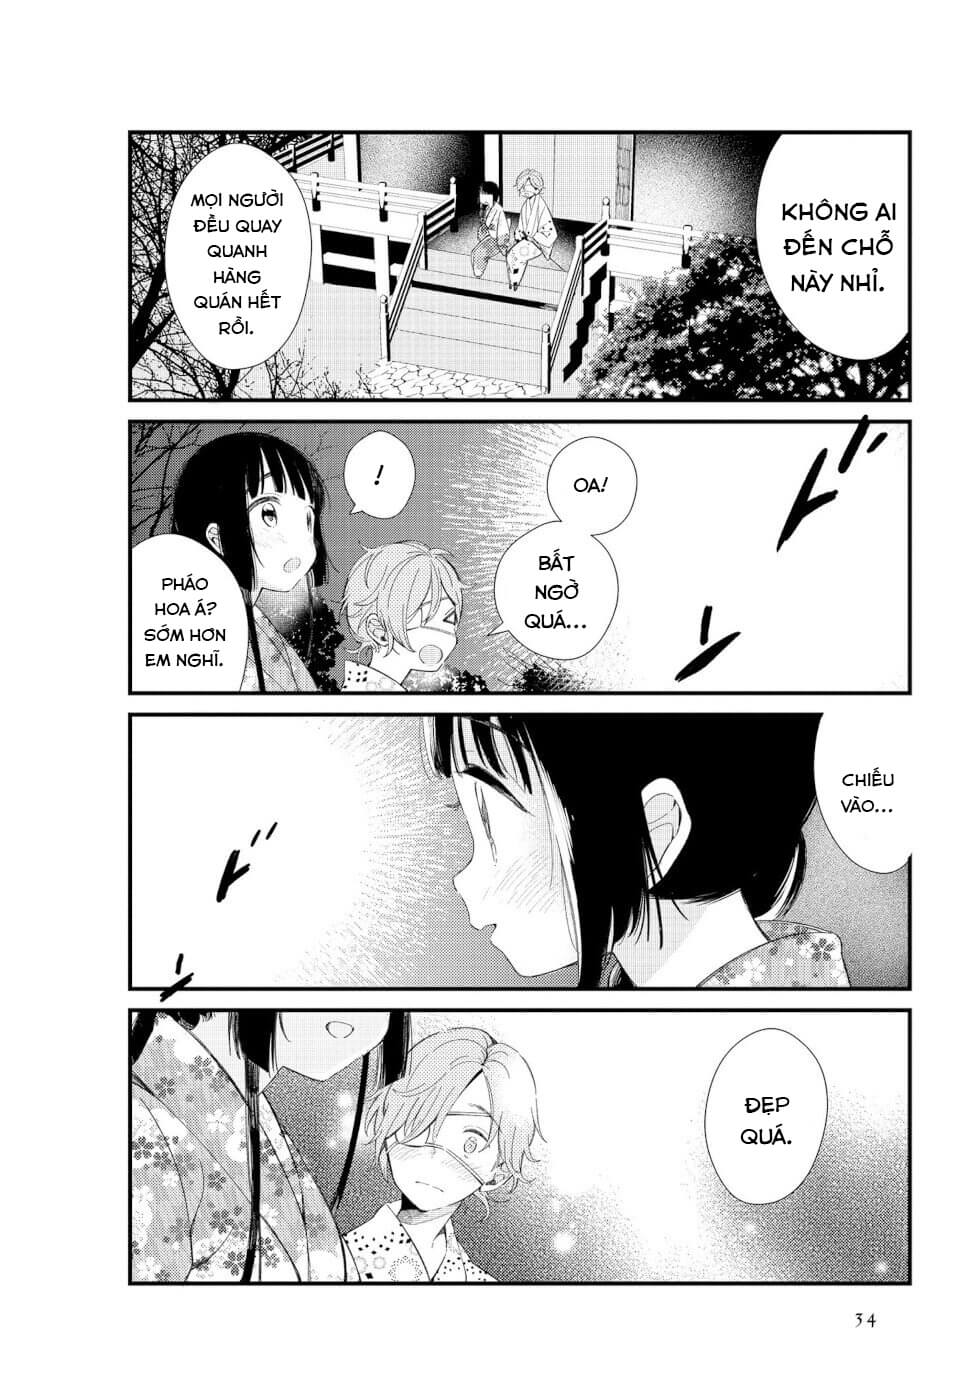 KHÔNG AI
ĐẾN CHỖ
NÀY NHỈ.
MỌI NGƯỜI
ĐỀU QUAY
QUANH
HÀNG
QUÁN HẾT
RỒI.
OA!
BẤT
NGỜ
QUÁ...
!
PHÁO
HOA Á?
SỚM HƠN
EM NGHĨ.
CHIẾU
VÀO...
ĐẸP
QUÁ.
34